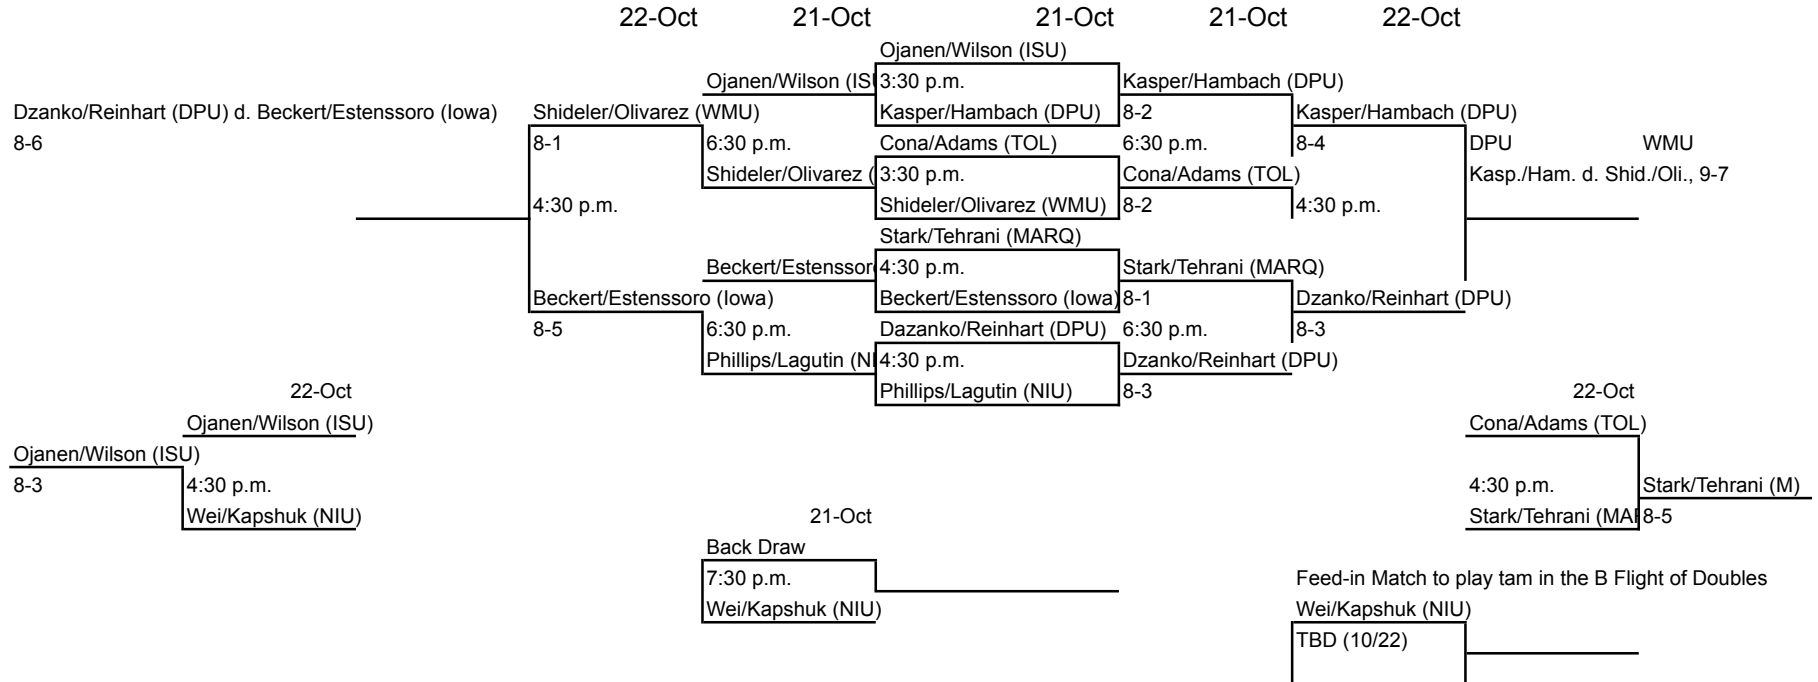 22-Oct 21-Oct 21-Oct 21-Oct 22-Oct
Ojanen/Wilson (ISU)
Ojanen/Wilson (ISU 3:30 p.m. Kasper/Hambach (DPU)
Dzanko/Reinhart (DPU) d. Beckert/Estenssoro (Iowa) Shideler/Olivarez (WMU) Kasper/Hambach (DPU) 8-2 Kasper/Hambach (DPU)
8-6 8-1 6:30 p.m. Cona/Adams (TOL) 6:30 p.m. 8-4 DPU WMU
Shideler/Olivarez ( 3:30 p.m. Cona/Adams (TOL) Kasp./Ham. d. Shid./Oli., 9-7
4:30 p.m. Shideler/Olivarez (WMU) 8-2 4:30 p.m.
Stark/Tehrani (MARQ)
Beckert/Estenssoro 4:30 p.m. Stark/Tehrani (MARQ)
Beckert/Estenssoro (Iowa) Beckert/Estenssoro (Iowa) 8-1 Dzanko/Reinhart (DPU)
8-5 6:30 p.m. Dazanko/Reinhart (DPU) 6:30 p.m. 8-3
Phillips/Lagutin (NI 4:30 p.m. Dzanko/Reinhart (DPU)
22-Oct Phillips/Lagutin (NIU) 8-3 22-Oct
Ojanen/Wilson (ISU) Cona/Adams (TOL)
Ojanen/Wilson (ISU)
8-3 4:30 p.m. 4:30 p.m. Stark/Tehrani (M)
Wei/Kapshuk (NIU) 21-Oct Stark/Tehrani (MAR 8-5
Back Draw
7:30 p.m. Feed-in Match to play tam in the B Flight of Doubles
Wei/Kapshuk (NIU) Wei/Kapshuk (NIU)
TBD (10/22)